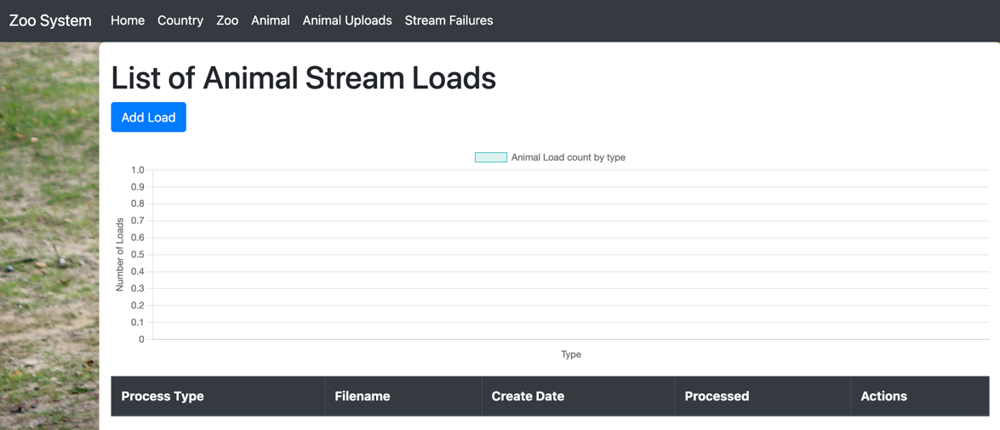 Zoo System Home Country Zoo Animal Animal Uploads Stream Failures
List of Animal Stream Loads
Add Load
Animal Load count by type
1.0
0.9
0.8
0.7
0.6
0.5
0.4
0.3
0.2
0.1
0
Number of Loads
Type
Process Type Filename Create Date Processed Actions